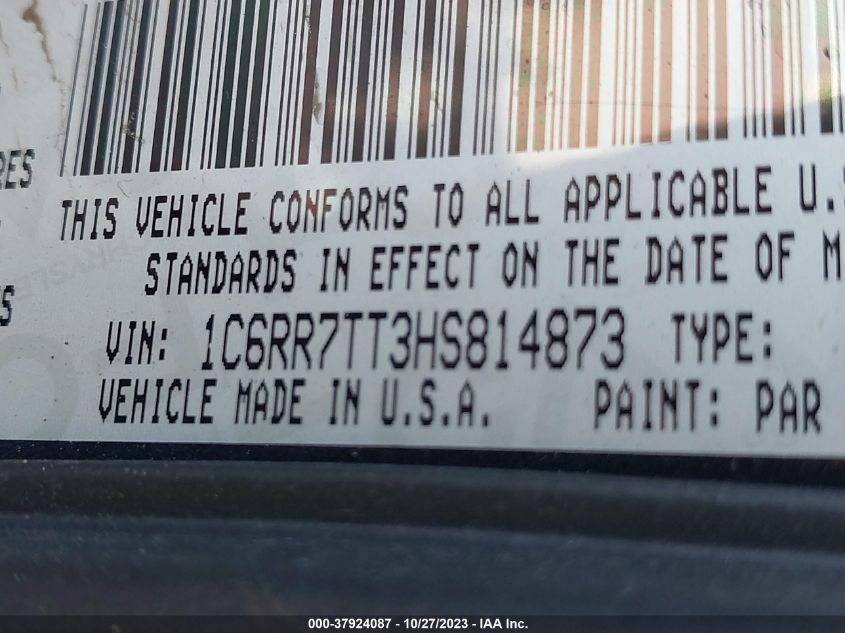 RES
THIS VEHICLE CONFORMS TO ALL APPLICABLE U.S
STANDARDS IN EFFECT ON THE DATE OF M
S
VIN: 1C6RR7TT3HS814873 TYPE:
VEHICLE MADE IN U.S.A. PAINT: PAR
000-37924087 - 10/27/2023 - IAA Inc.